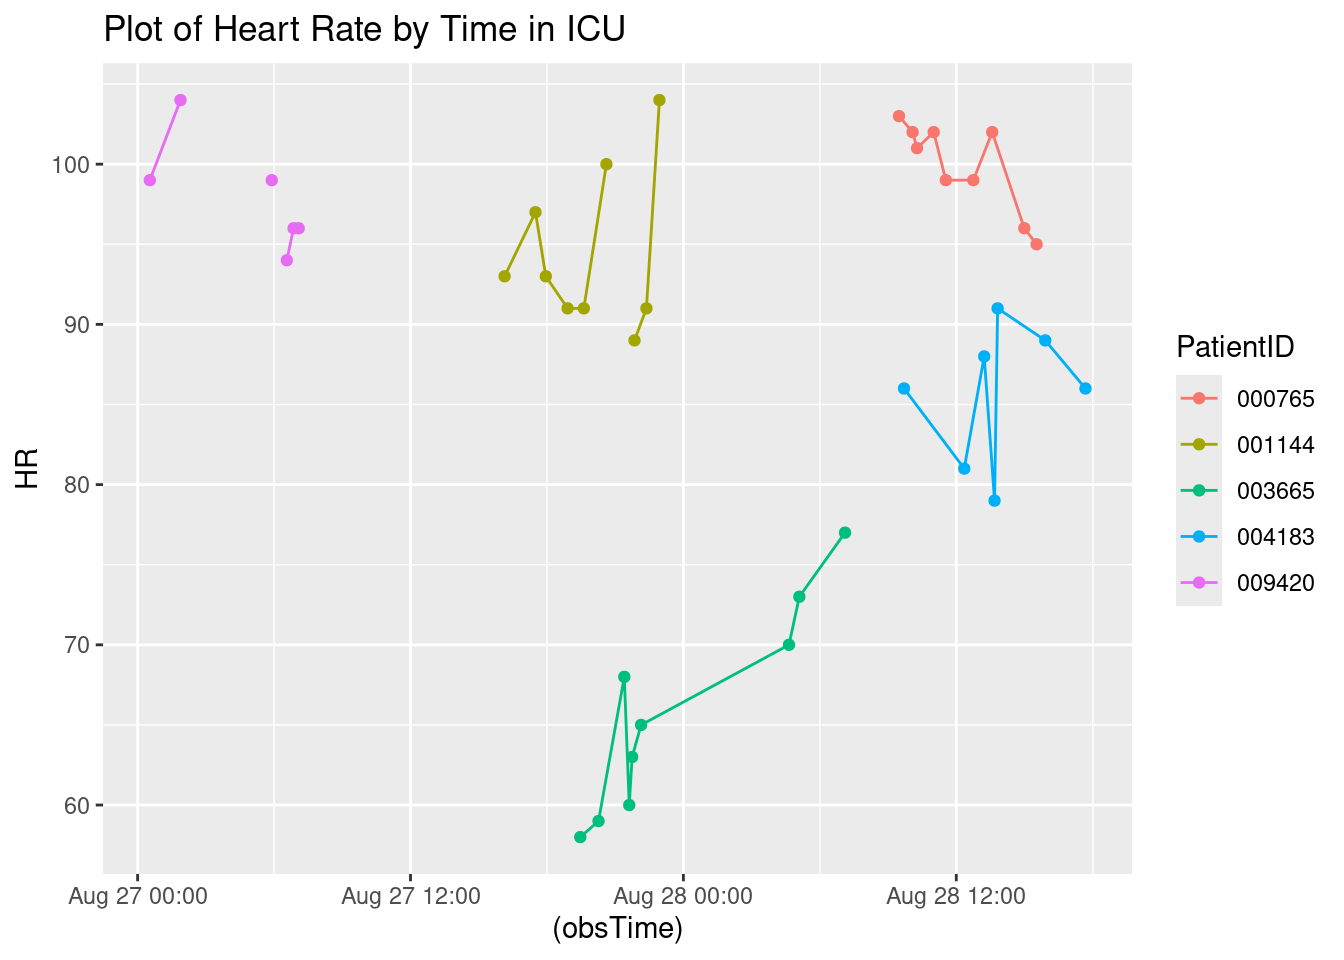 Plot of Heart Rate by Time in ICU
HR
100
90
80
70
60
Aug 27 00:00
Aug 27 12:00
Aug 28 00:00
Aug 28 12:00
(obsTime)
PatientID
000765
001144
003665
004183
009420